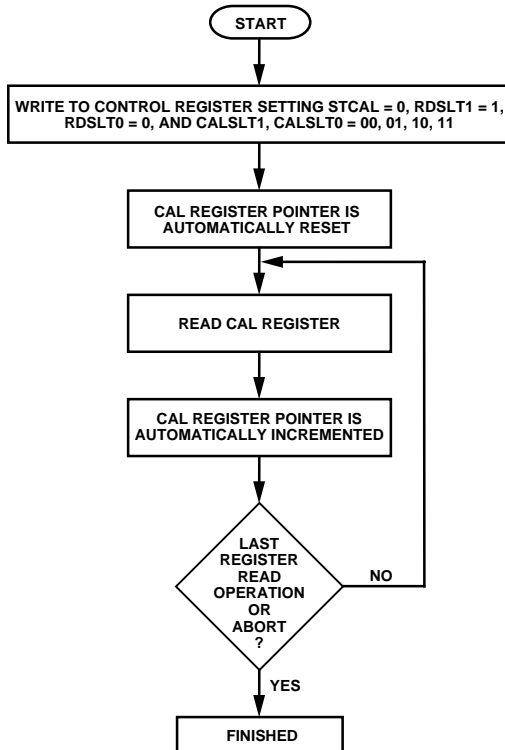 START
WRITE TO CONTROL REGISTER SETTING STCAL = 0, RDSLT1 = 1,
RDSLT0 = 0, AND CALSLT1, CALSLT0 = 00, 01, 10, 11
CAL REGISTER POINTER IS
AUTOMATICALLY RESET
READ CAL REGISTER
CAL REGISTER POINTER IS
AUTOMATICALLY INCREMENTED
LAST
REGISTER
READ
OPERATION
OR
ABORT
?
NO
YES
FINISHED